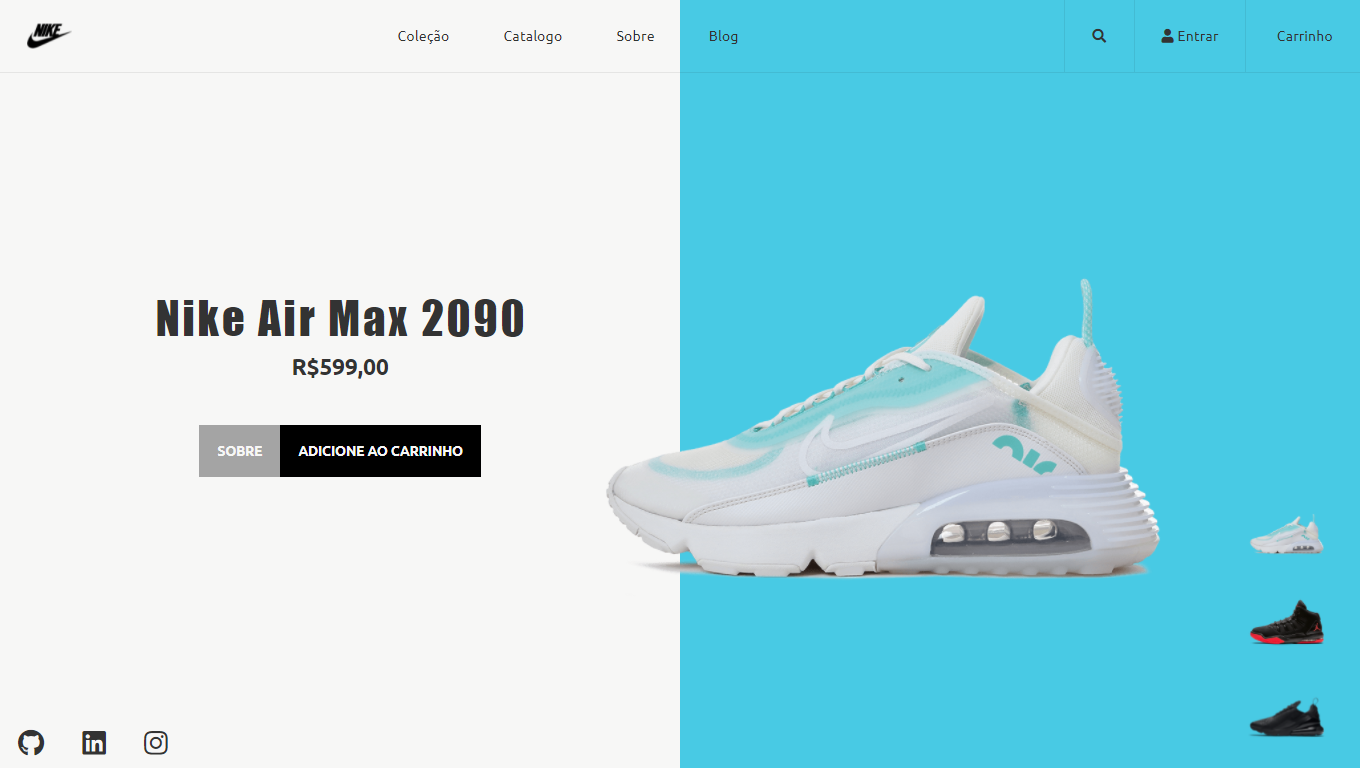 NIKE
Coleção Catalogo Sobre Blog Entrar Carrinho
Nike Air Max 2090
R$599,00
SOBRE ADICIONE AO CARRINHO